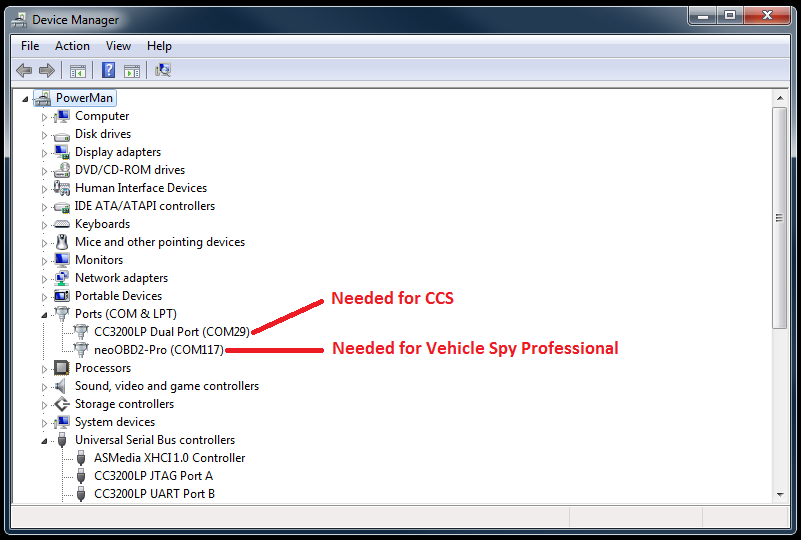 Device Manager
File Action View Help
PowerMan
Computer
Disk drives
Display adapters
DVD/CD-ROM drives
Human Interface Devices
IDE ATA/ATAPI controllers
Keyboards
Mice and other pointing devices
Monitors
Network adapters
Portable Devices
Needed for CCS
Ports (COM & LPT)
CC3200LP Dual Port (COM29)
neoOBD2-Pro (COM117)
Needed for Vehicle Spy Professional
Processors
Sound, video and game controllers
Storage controllers
System devices
Universal Serial Bus controllers
ASMedia XHCI 1.0 Controller
CC3200LP JTAG Port A
CC3200LP UART Port B